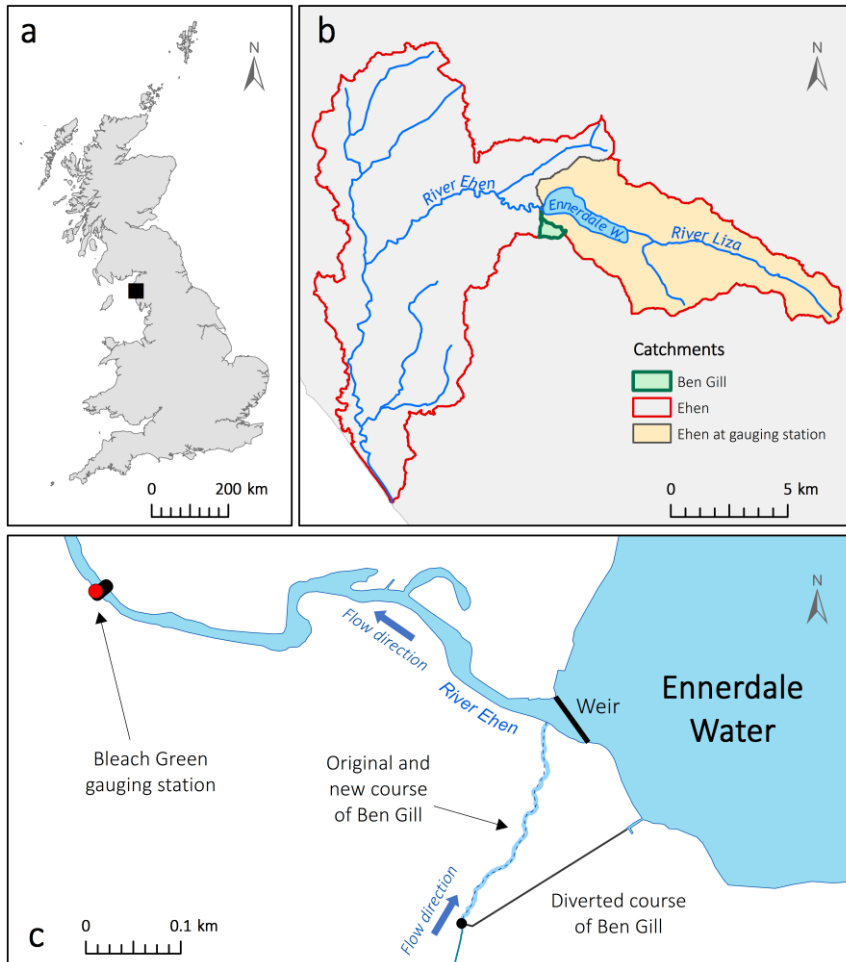 a
N
0 200 km
b
N
River Ehen
Ennerdale W.
River Liza
Catchments
Ben Gill
Ehen
Ehen at gauging station
0 5 km
N
Flow direction
River Ehen
Weir
Ennerdale
Water
Bleach Green
gauging station
Original and
new course
of Ben Gill
Flow direction
Diverted course
of Ben Gill
0 0.1 km
c